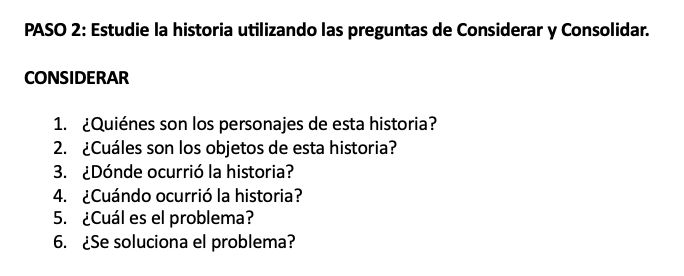 PASO 2: Estudie la historia utilizando las preguntas de Considerar y Consolidar.
CONSIDERAR
1. ¿Quiénes son los personajes de esta historia?
2. ¿Cuáles son los objetos de esta historia?
3. ¿Dónde ocurrió la historia?
4. ¿Cuándo ocurrió la historia?
5. ¿Cuál es el problema?
6. ¿Se soluciona el problema?